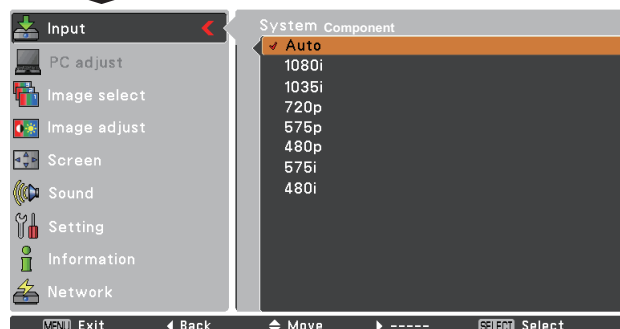 Input
PC adjust
Image select
Image adjust
Screen
Sound
Setting
Information
Network
System Component
Auto
1080i
1035i
720p
575p
480p
575i
480i
MENU Exit ◀ Back Move ▶ ----- SELECT Select